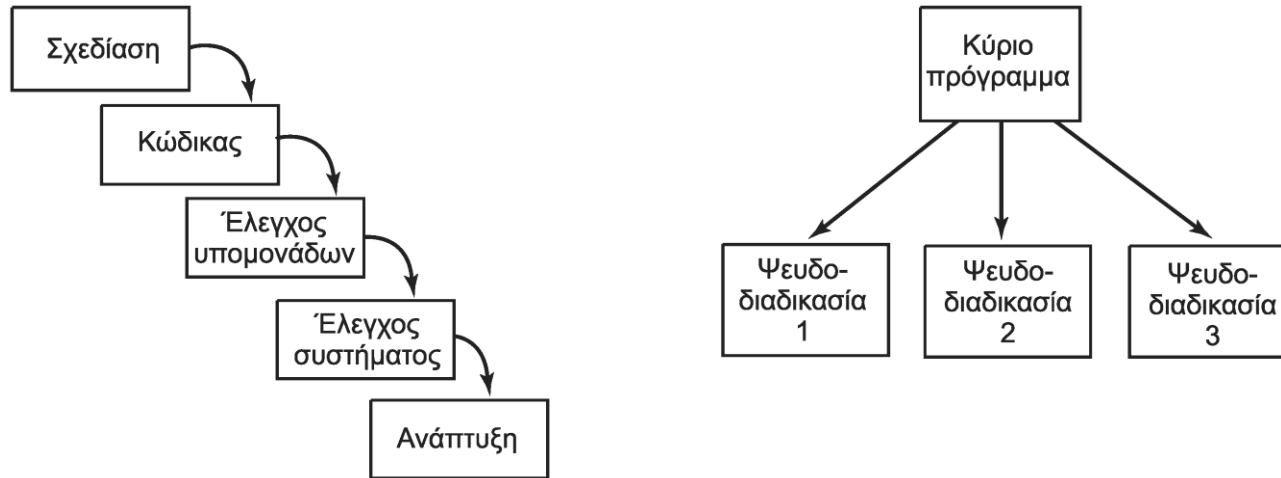 Σχεδίαση
Κώδικας
Έλεγχος
υπομονάδων
Έλεγχος
συστήματος
Ανάπτυξη
Κύριο
πρόγραμμα
Ψευδο-
διαδικασία
1
Ψευδο-
διαδικασία
2
Ψευδο-
διαδικασία
3